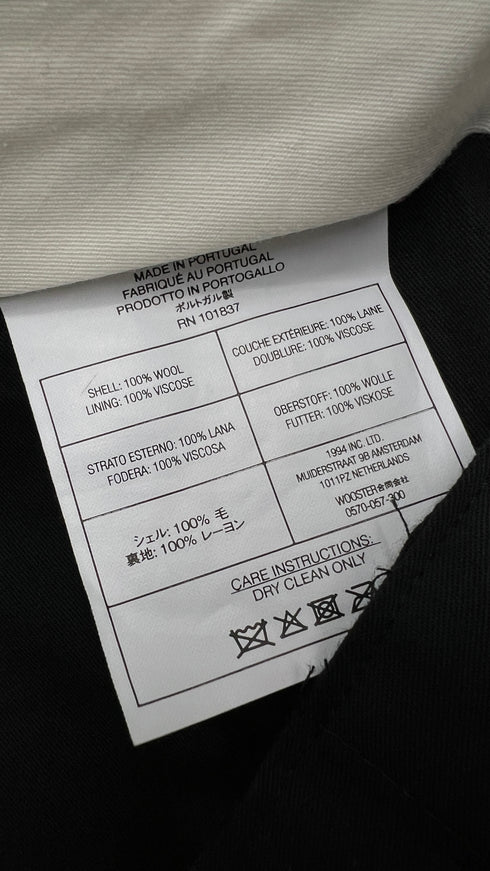 MADE IN PORTUGAL
FABRIQUÉ AU PORTUGAL
PRODOTTO IN PORTOGALLO
ポルトガル製
RN 101837
SHELL: 100% WOOL
LINING: 100% VISCOSE
COUCHE EXTÉRIEURE: 100% LAINE
DOUBLURE: 100% VISCOSE
STRATO ESTERNO: 100% LANA
FODERA: 100% VISCOSA
OBERSTOFF: 100% WOLLE
FUTTER: 100% VISKOSE
シェル: 100% 毛
裏地: 100% レーヨン
1994 INC. LTD.
MUIDERSTRAAT 9B AMSTERDAM
1011PZ NETHERLANDS
WOOSTER合同会社
0570-057-200
CARE INSTRUCTIONS:
DRY CLEAN ONLY